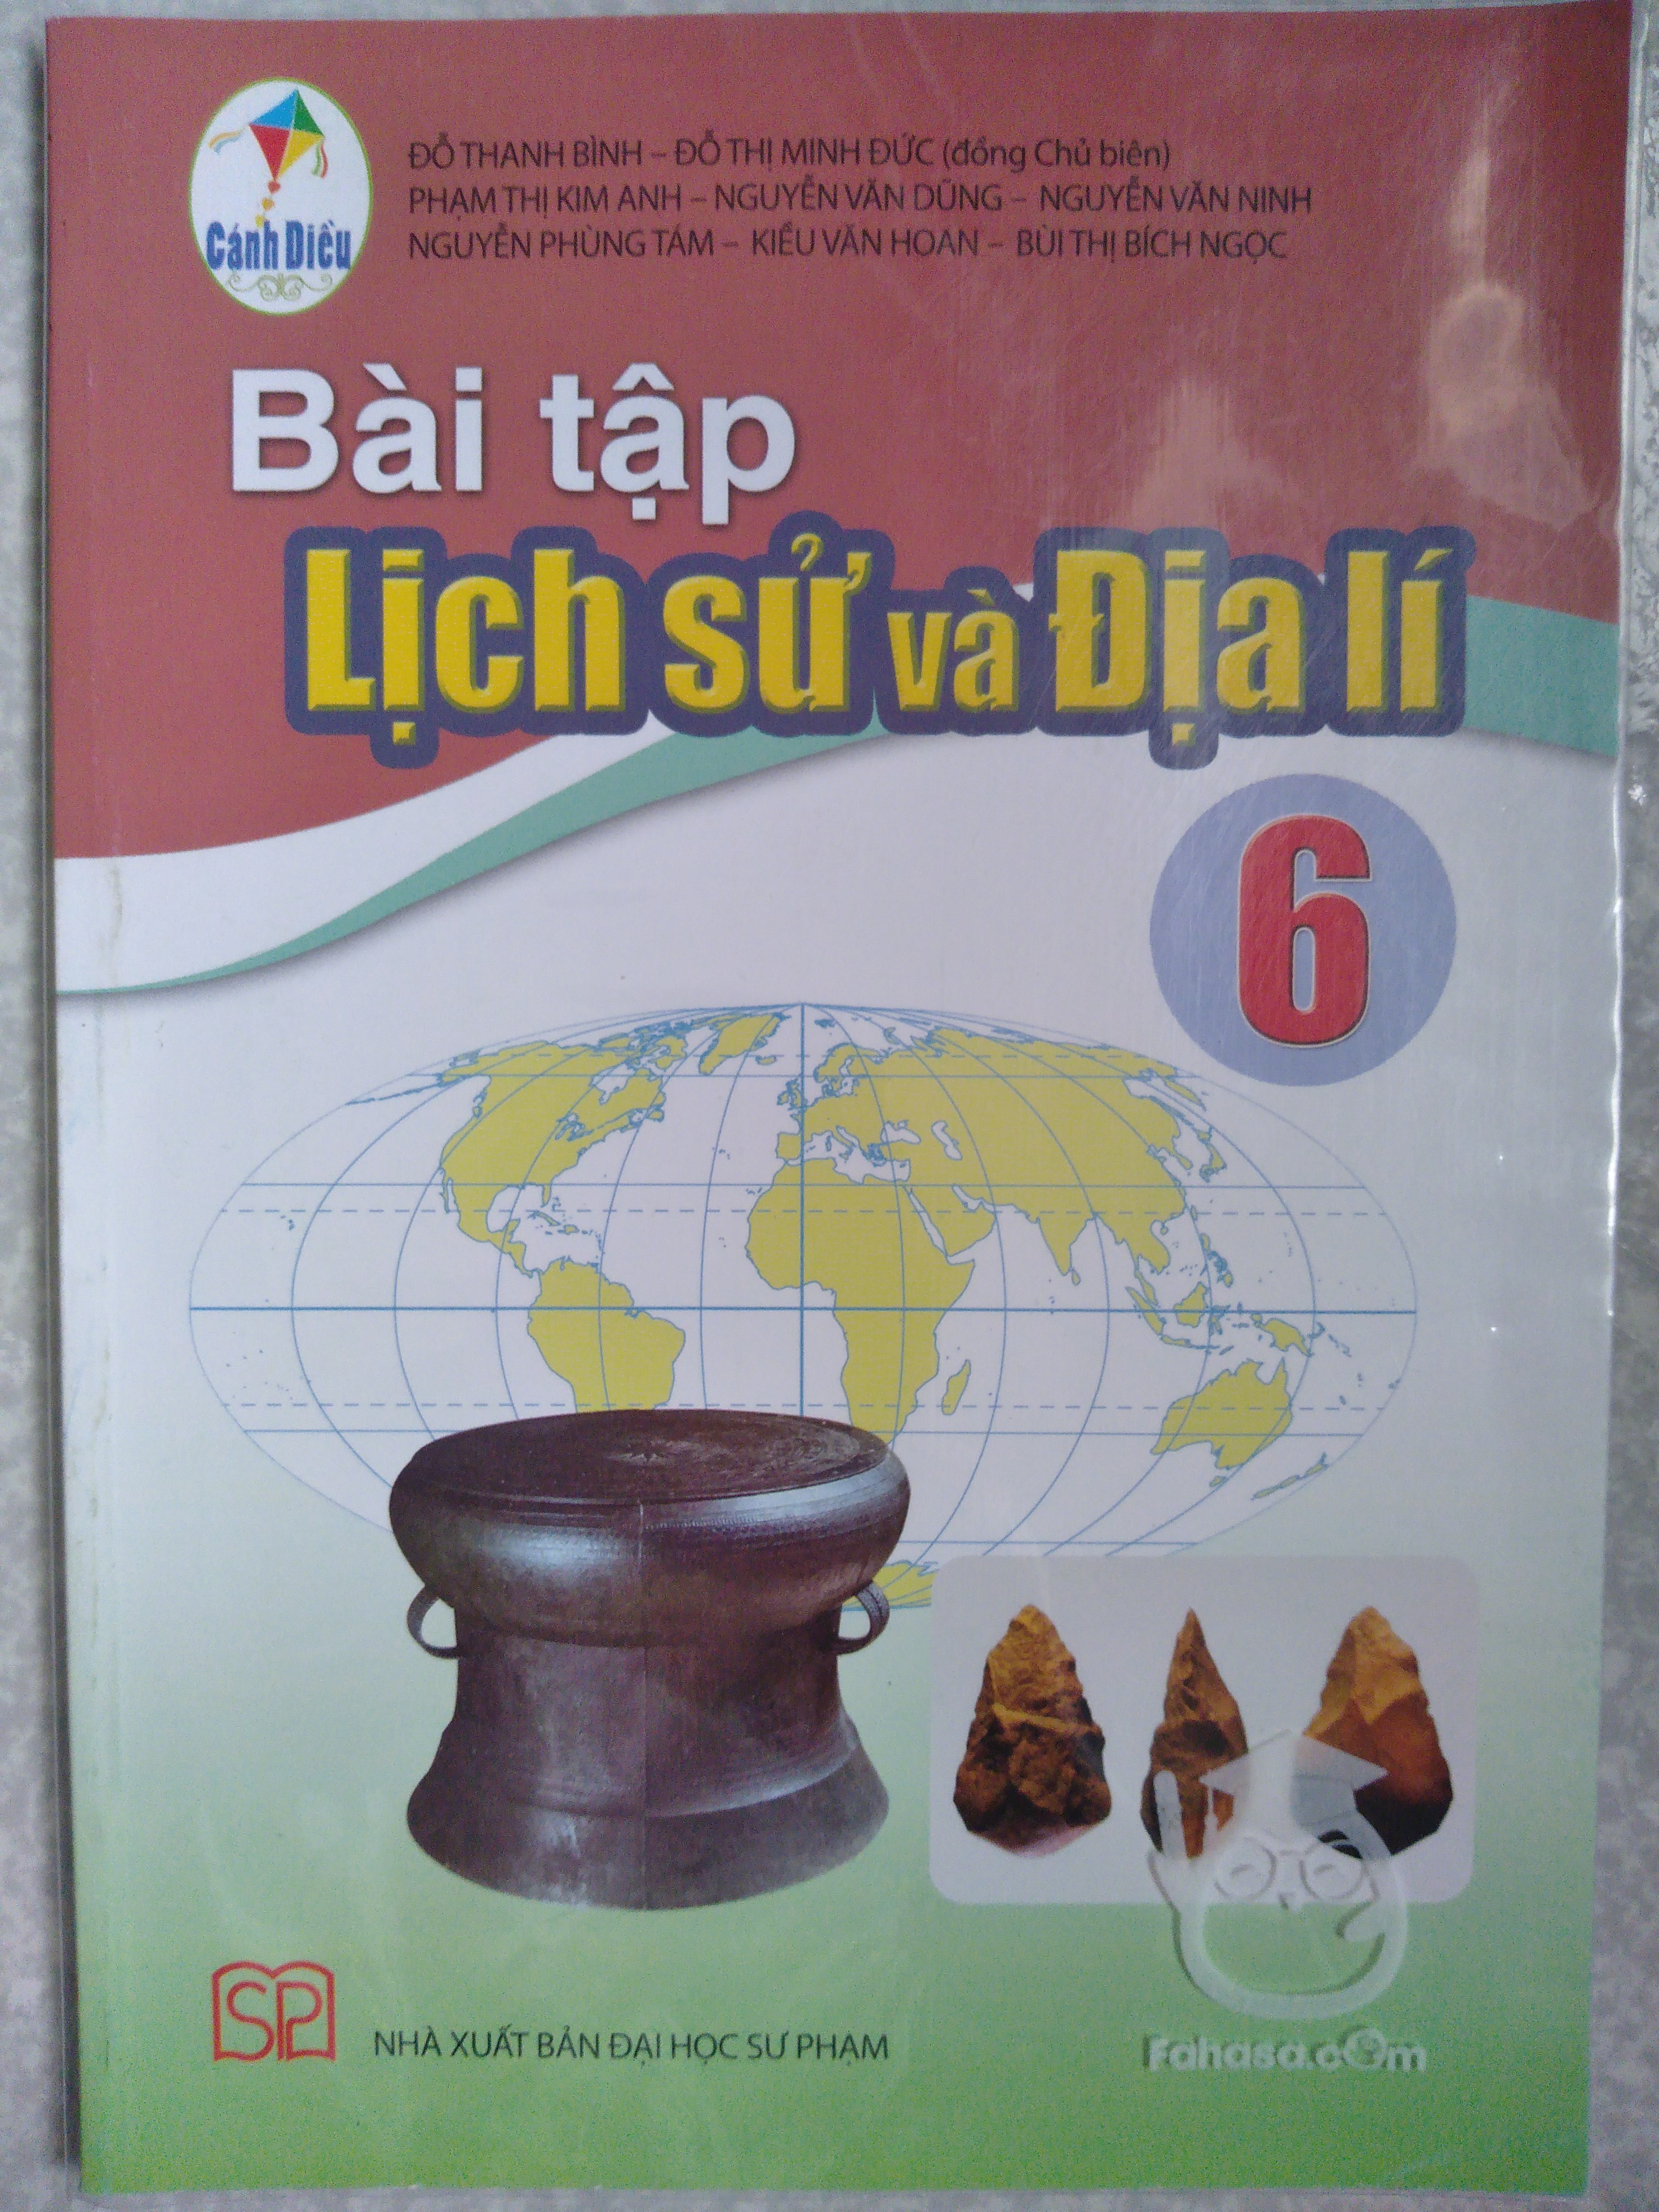 Cánh Diều
ĐỖ THANH BÌNH – ĐỖ THỊ MINH ĐỨC (đồng Chủ biên)
PHẠM THỊ KIM ANH – NGUYỄN VĂN DŨNG – NGUYỄN VĂN NINH
NGUYỄN PHÙNG TÁM – KIỀU VĂN HOAN – BÙI THỊ BÍCH NGỌC
Bài tập
Lịch sử và Địa lí
6
SP
NHÀ XUẤT BẢN ĐẠI HỌC SƯ PHẠM
Fahasa.com